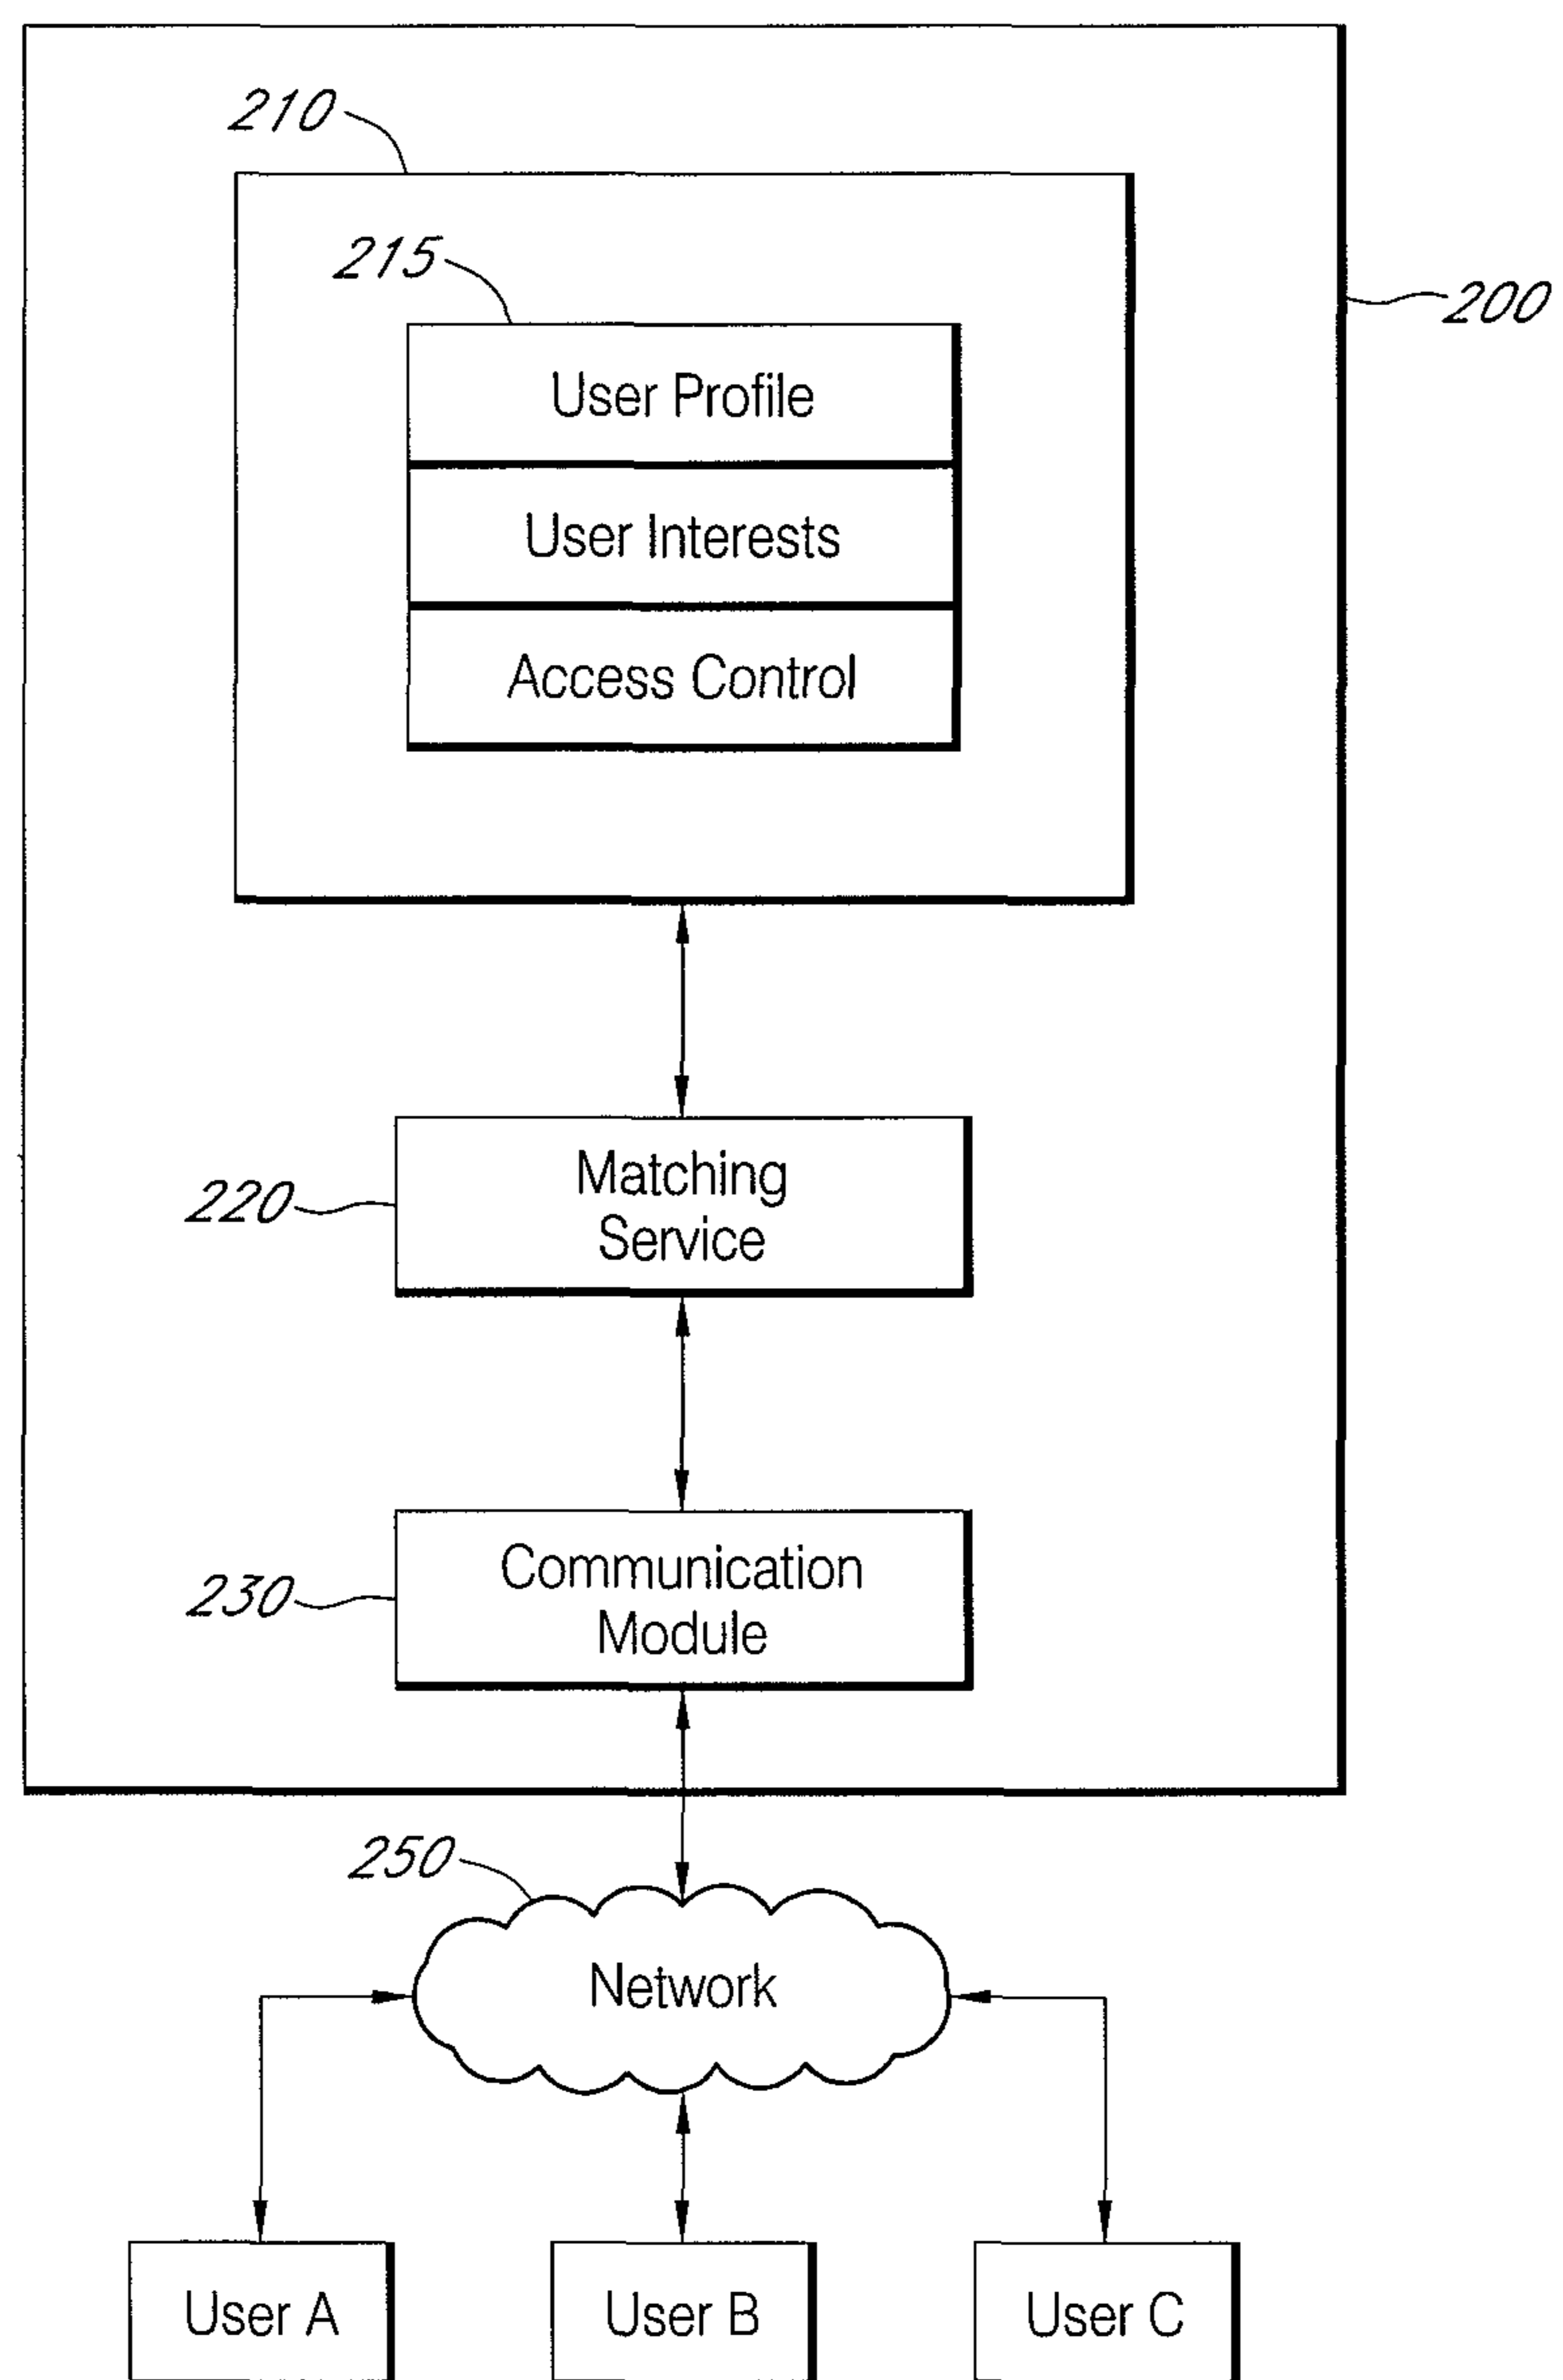 210
215
200
User Profile
User Interests
Access Control
220
Matching
Service
230
Communication
Module
250
Network
User A
User B
User C